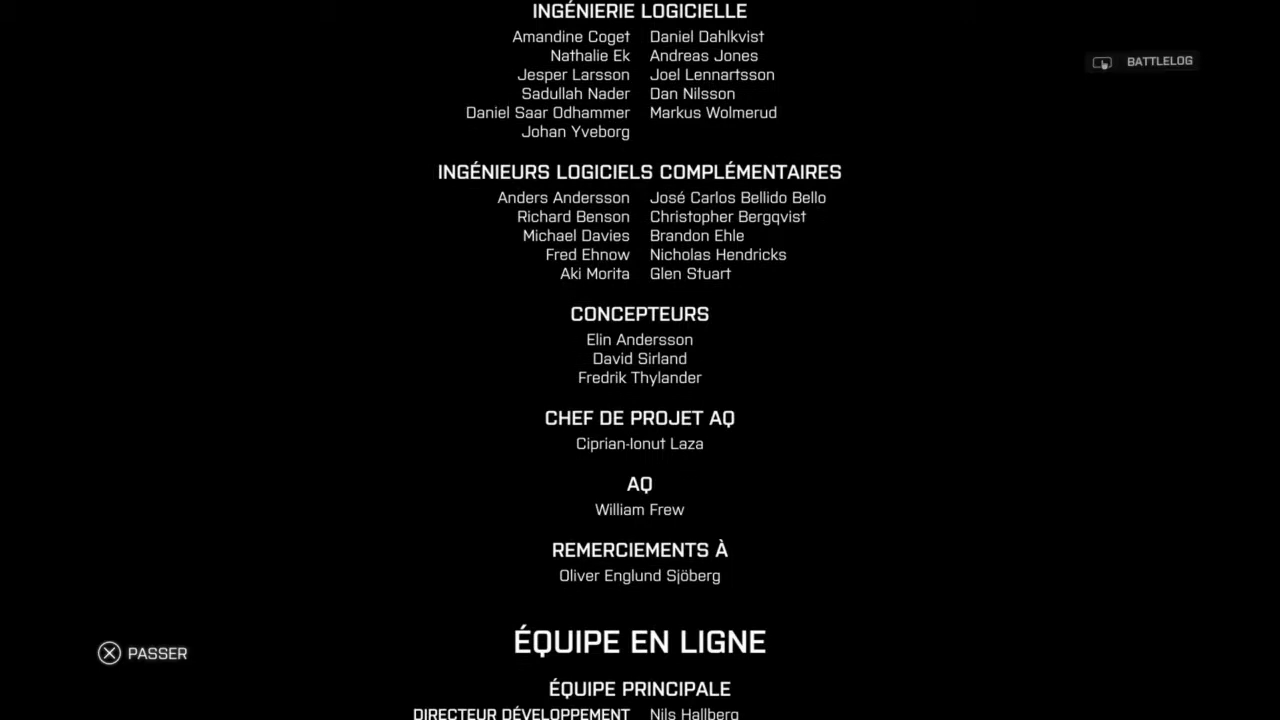 INGÉNIERIE LOGICIELLE
Amandine Coget Daniel Dahlkvist
Nathalie Ek Andreas Jones
Jesper Larsson Joel Lennartsson
Sadullah Nader Dan Nilsson
Daniel Saar Odhammer Markus Wolmerud
Johan Yveborg
BATTLELOG
INGÉNIEURS LOGICIELS COMPLÉMENTAIRES
Anders Andersson José Carlos Bellido Bello
Richard Benson Christopher Bergqvist
Michael Davies Brandon Ehle
Fred Ehnow Nicholas Hendricks
Aki Morita Glen Stuart
CONCEPTEURS
Elin Andersson
David Sirland
Fredrik Thylander
CHEF DE PROJET AQ
Ciprian-Ionut Laza
AQ
William Frew
REMERCIEMENTS À
Oliver Englund Sjöberg
ÉQUIPE EN LIGNE
PASSER
ÉQUIPE PRINCIPALE
DIRECTEUR DÉVELOPPEMENT Nils Hallberg